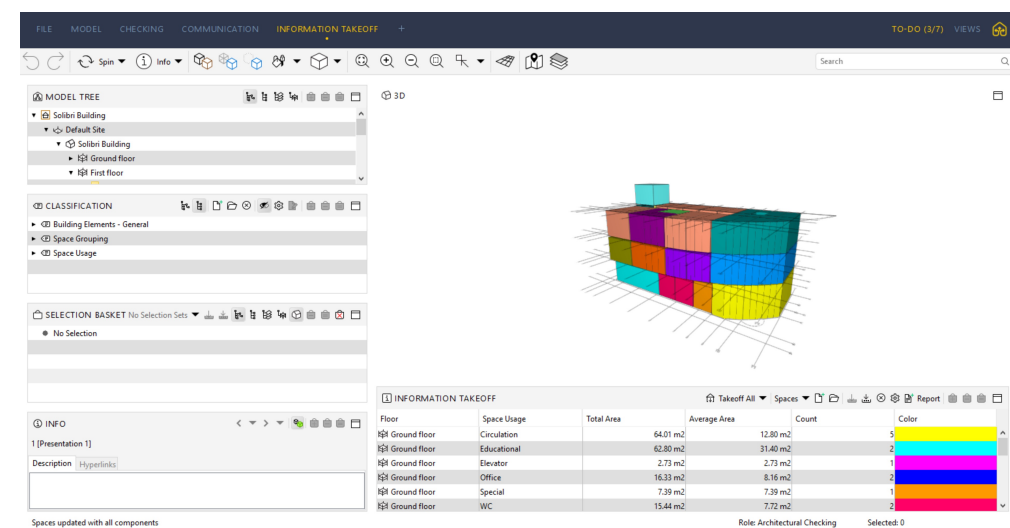 FILE MODEL CHECKING COMMUNICATION INFORMATION TAKEOFF + TO-DO (3/7) VIEWS
Spin Info Search
MODEL TREE
Solibri Building
Default Site
Solibri Building
Ground floor
First floor
CLASSIFICATION
Building Elements - General
Space Grouping
Space Usage
SELECTION BASKET No Selection Sets
No Selection
INFO
1 [Presentation 1]
Description Hyperlinks
3D
INFORMATION TAKEOFF Takeoff All Spaces Report
Floor Space Usage Total Area Average Area Count Color
Ground floor Circulation 64.01 m2 12.80 m2 5
Ground floor Educational 62.80 m2 31.40 m2 2
Ground floor Elevator 2.73 m2 2.73 m2 1
Ground floor Office 16.33 m2 8.16 m2 2
Ground floor Special 7.39 m2 7.39 m2 1
Ground floor WC 15.44 m2 7.72 m2 2
Spaces updated with all components Role: Architectural Checking Selected: 0